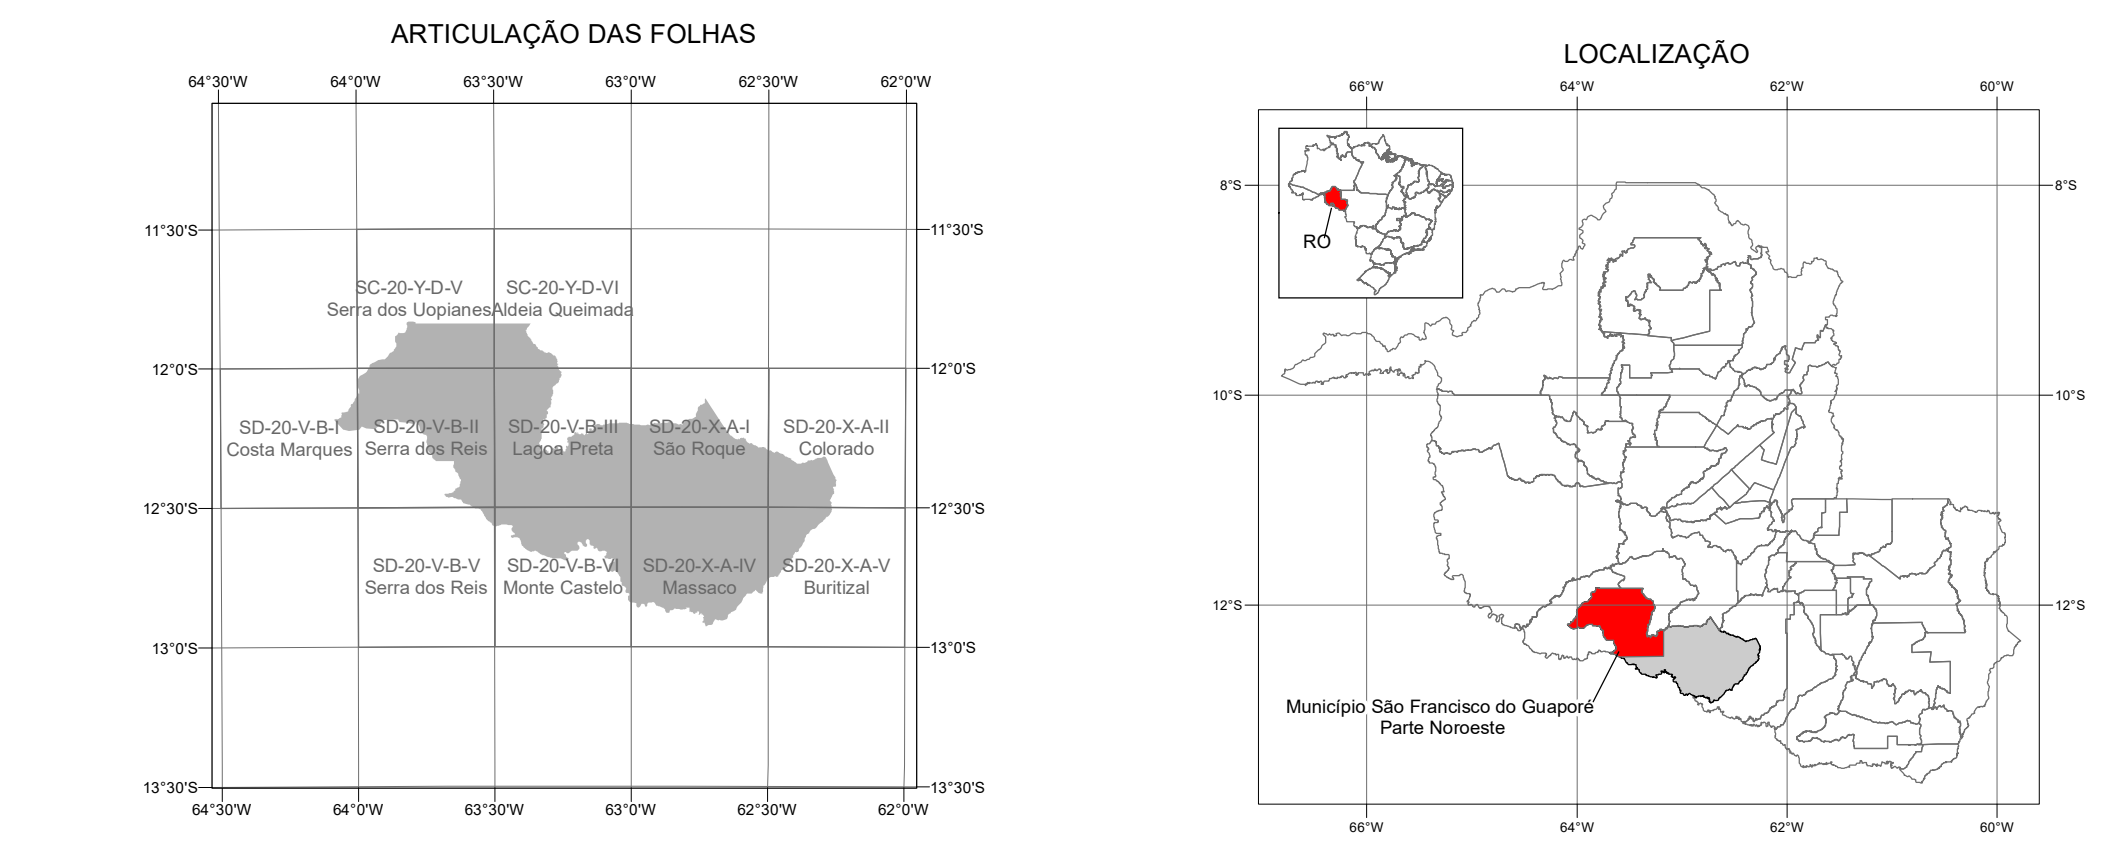 ARTICULAÇÃO DAS FOLHAS
64°30'W 64°0'W 63°30'W 63°0'W 62°30'W 62°0'W
11°30'S 11°30'S
SC-20-Y-D-V SC-20-Y-D-VI
Serra dos Uopianes Aldeia Queimada
12°0'S 12°0'S
SD-20-V-B-I SD-20-V-B-II SD-20-V-B-III SD-20-X-A-I SD-20-X-A-II
Costa Marques Serra dos Reis Lagoa Preta São Roque Colorado
12°30'S 12°30'S
SD-20-V-B-V SD-20-V-B-VI SD-20-X-A-IV SD-20-X-A-V
Serra dos Reis Monte Castelo Massaco Buritizal
13°0'S 13°0'S
13°30'S 13°30'S
64°30'W 64°0'W 63°30'W 63°0'W 62°30'W 62°0'W
LOCALIZAÇÃO
66°W 64°W 62°W 60°W
8°S 8°S
RO
10°S 10°S
12°S 12°S
Município São Francisco do Guaporé
Parte Noroeste
66°W 64°W 62°W 60°W